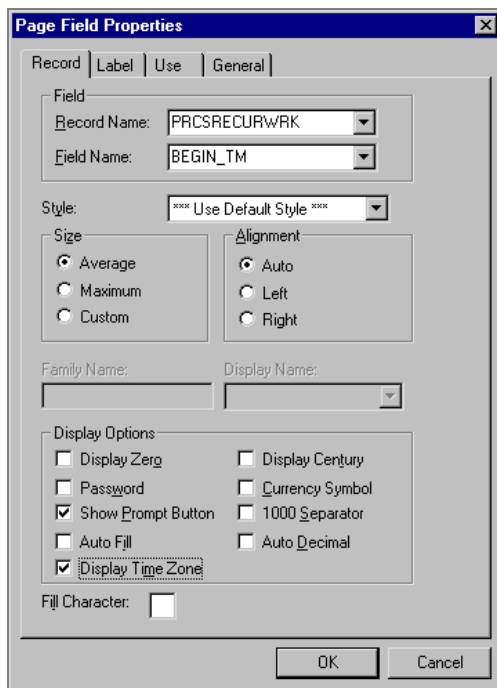 Page Field Properties
Record Label Use General
Field
Record Name: PRCSRECURWRK
Field Name: BEGIN_TM
Style: *** Use Default Style ***
Size Alignment
Average Auto
Maximum Left
Custom Right
Family Name: Display Name:
Display Options
Display Zero Display Century
Password Currency Symbol
Show Prompt Button 1000 Separator
Auto Fill Auto Decimal
Display Time Zone
Fill Character:
OK Cancel